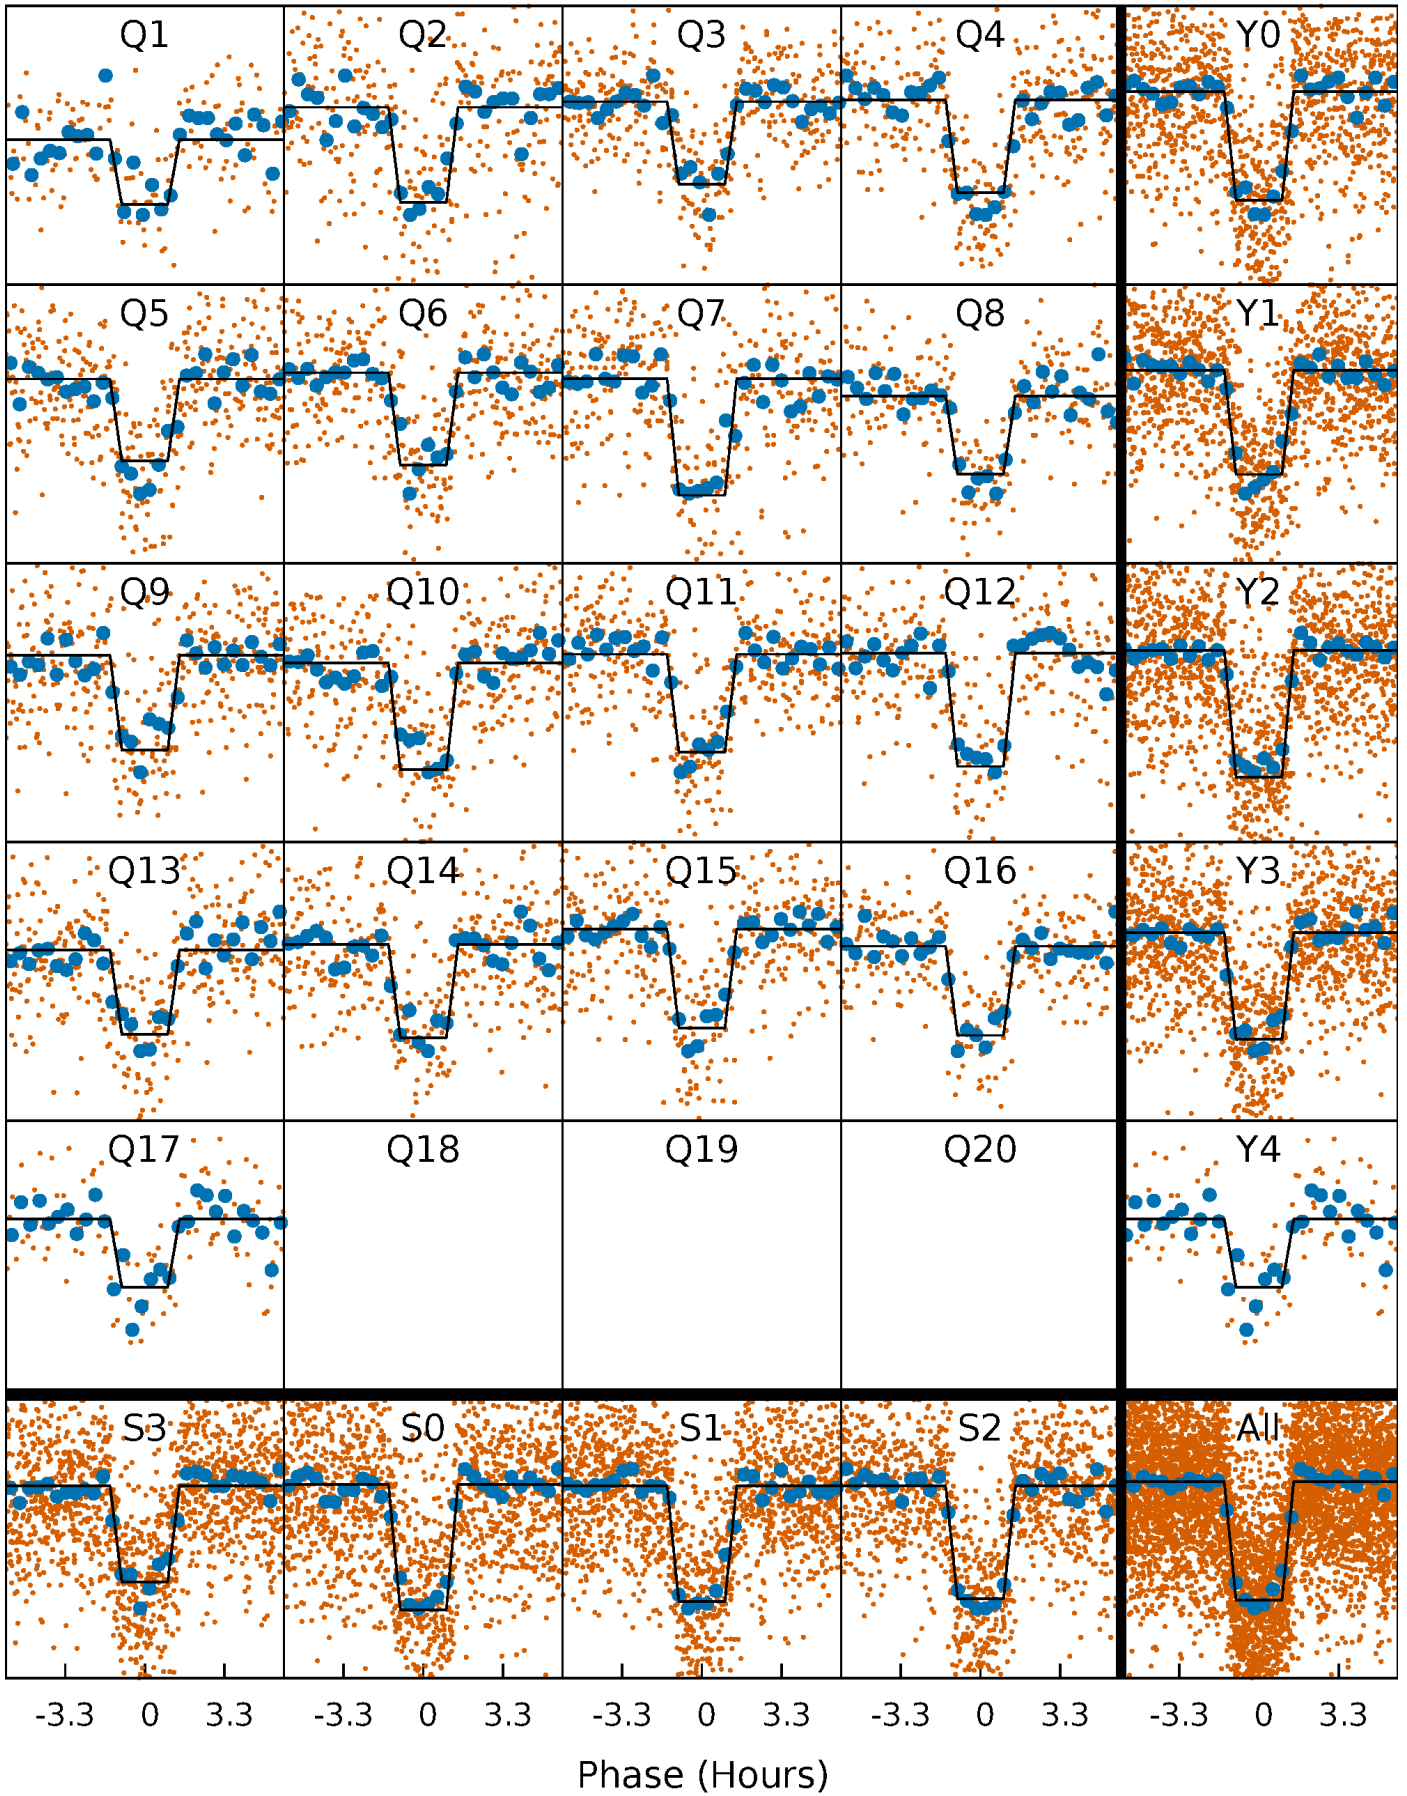 Q1 Q2 Q3 Q4 Y0
Q5 Q6 Q7 Q8 Y1
Q9 Q10 Q11 Q12 Y2
Q13 Q14 Q15 Q16 Y3
Q17 Q18 Q19 Q20 Y4
S3 S0 S1 S2 All
-3.3 0 3.3 -3.3 0 3.3 -3.3 0 3.3 -3.3 0 3.3 -3.3 0 3.3
Phase (Hours)